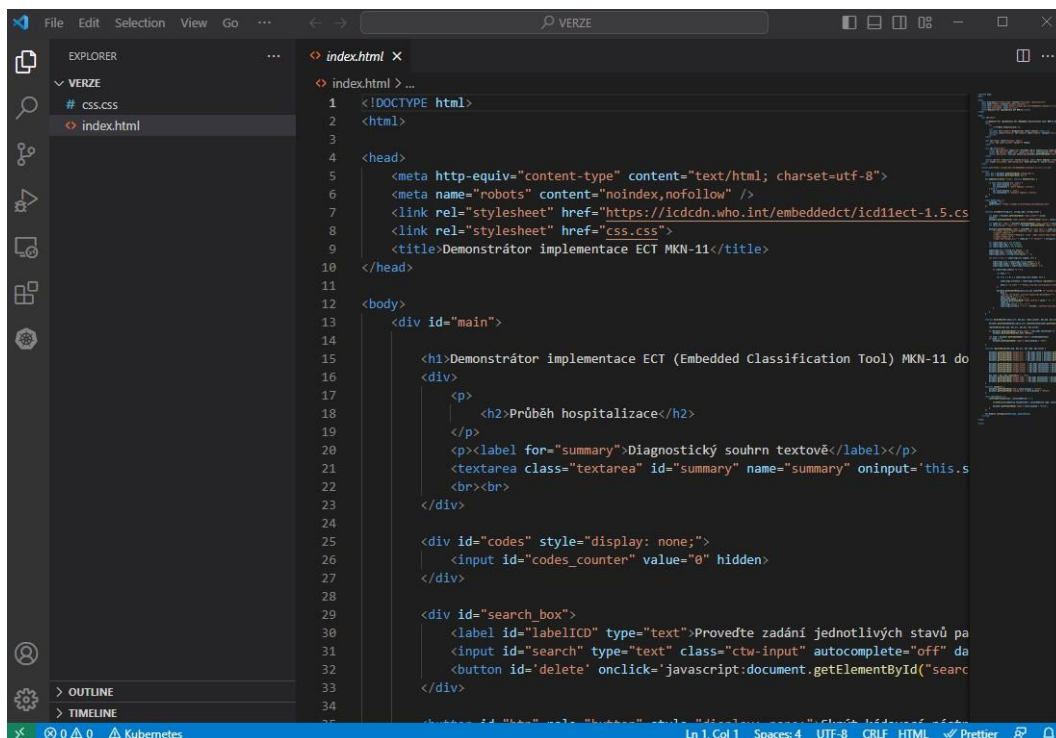 File Edit Selection View Go ··· VERZE
EXPLORER ···
VERZE
# css.css
<> index.html
<> index.html
<> index.html > ...
1 <!DOCTYPE html>
2 <html>
3
4 <head>
5 <meta http-equiv="content-type" content="text/html; charset=utf-8">
6 <meta name="robots" content="noindex,nofollow" />
7 <link rel="stylesheet" href="https://icdcdn.who.int/embeddedct/icd11ect-1.5.cs
8 <link rel="stylesheet" href="css.css">
9 <title>Demonstrátor implementace ECT MKN-11</title>
10 </head>
11
12 <body>
13 <div id="main">
14
15 <h1>Demonstrátor implementace ECT (Embedded Classification Tool) MKN-11 do
16 <div>
17 <p>
18 <h2>Průběh hospitalizace</h2>
19 </p>
20 <p><label for="summary">Diagnostický souhrn textově</label></p>
21 <textarea class="textarea" id="summary" name="summary" oninput='this.s
22 <br><br>
23 </div>
24
25 <div id="codes" style="display: none;">
26 <input id="codes_counter" value="0" hidden>
27 </div>
28
29 <div id="search_box">
30 <label id="labelICD" type="text">Proveďte zadání jednotlivých stavů pa
31 <input id="search" type="text" class="ctw-input" autocomplete="off" da
32 <button id='delete' onclick='javascript:document.getElementById("searc
33 </div>
34
OUTLINE
TIMELINE
0 0 Kubernetes Ln 1, Col 1 Spaces: 4 UTF-8 CRLF HTML Prettier